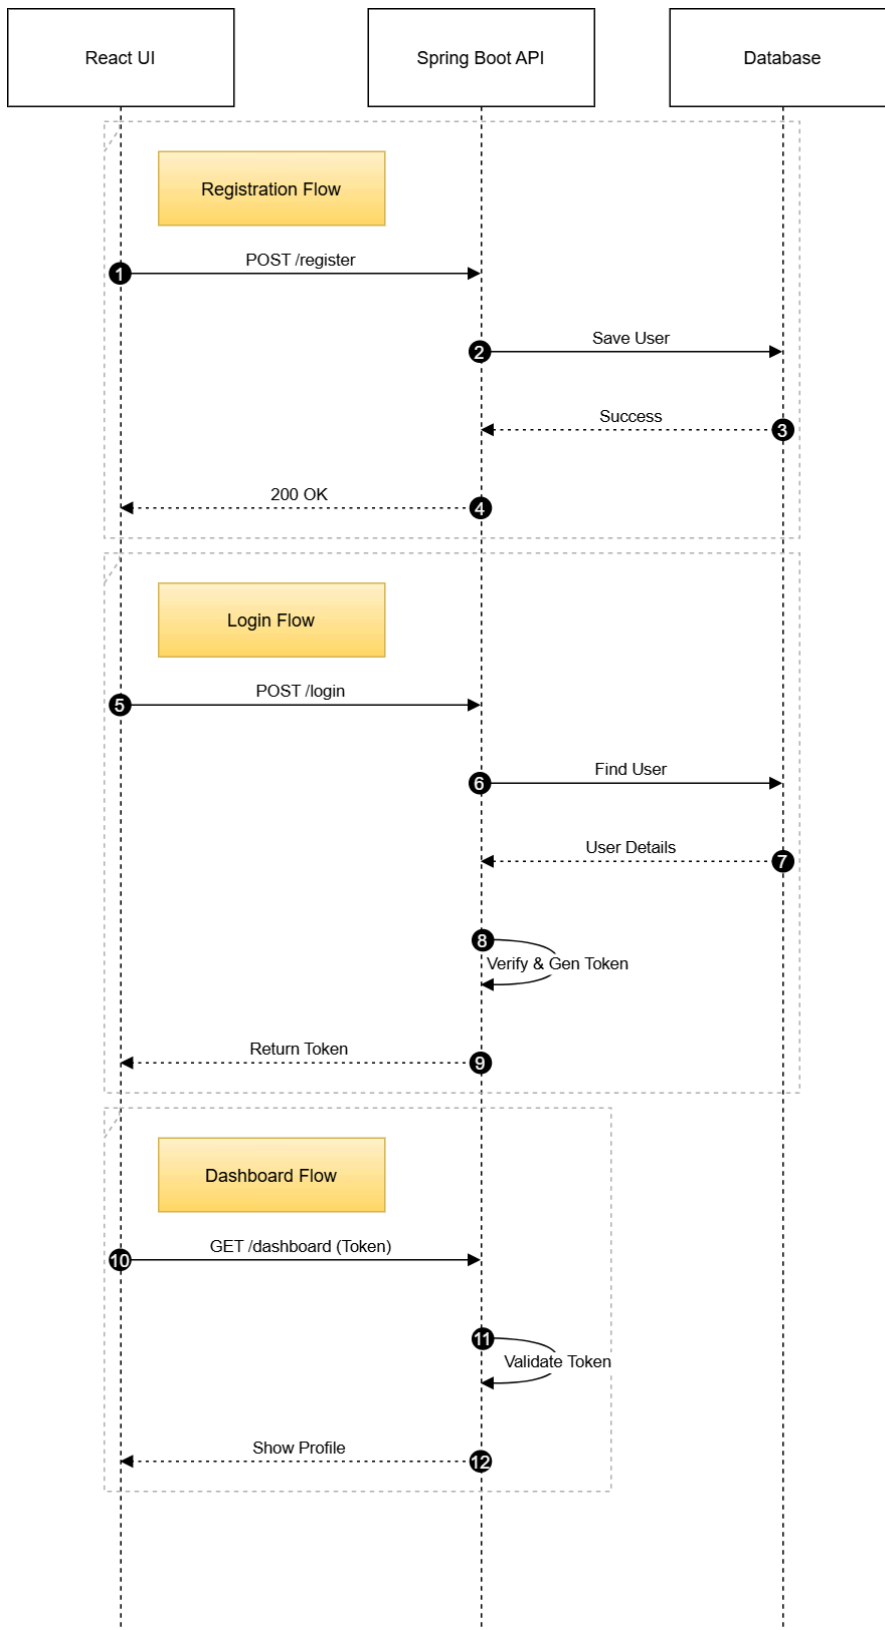 React UI
Spring Boot API
Database
Registration Flow
POST /register
1
2
Save User
Success
3
200 OK
4
Login Flow
POST /login
5
6
Find User
User Details
7
8
Verify & Gen Token
Return Token
9
Dashboard Flow
GET /dashboard (Token)
10
11
Validate Token
Show Profile
12